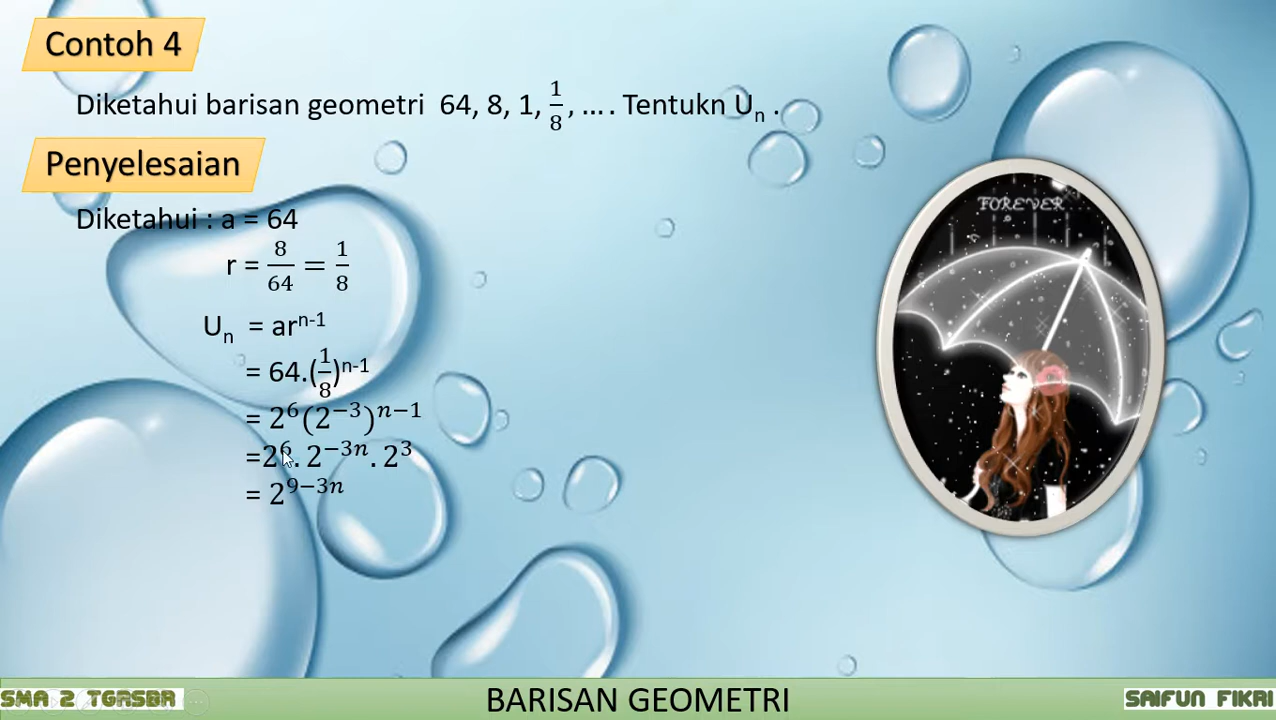 Contoh 4
Diketahui barisan geometri 64, 8, 1, 1/8, .... Tentukn Uₙ .
Penyelesaian
Diketahui : a = 64
r = 8/64 = 1/8
Uₙ = arⁿ⁻¹
= 64.(1/8)ⁿ⁻¹
= 2⁶(2⁻³)ⁿ⁻¹
=2⁶. 2⁻³ⁿ. 2³
= 2⁹⁻³ⁿ
FOREVER...
SMA 2 TGRSBR
BARISAN GEOMETRI
SAIFUN FIKRI